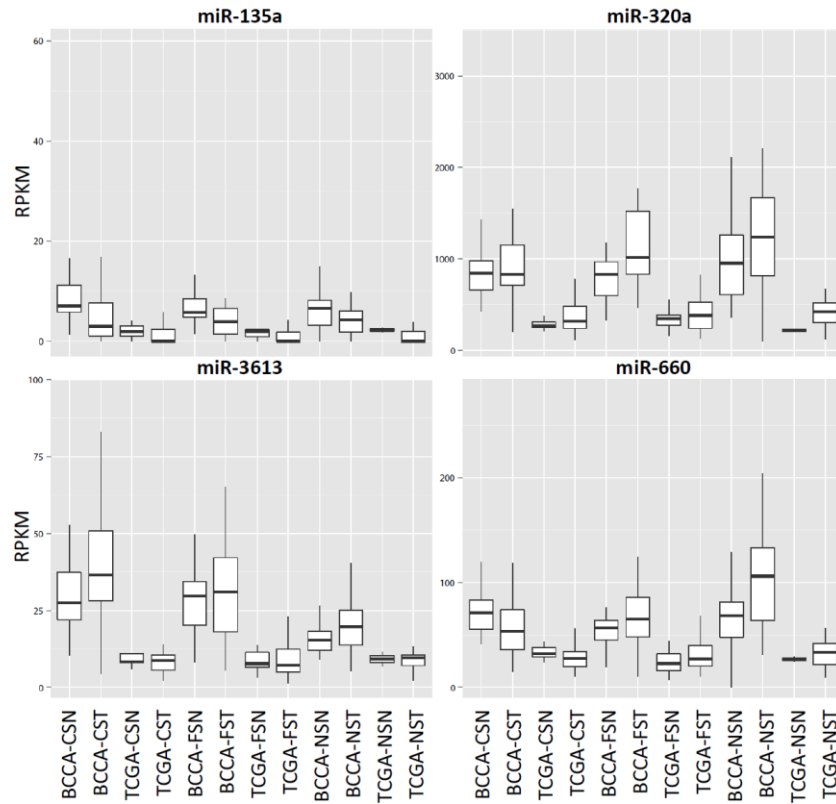 miR-135a
miR-320a
RPKM
60
40
20
0
3000
2000
1000
0
miR-3613
miR-660
RPKM
100
75
50
25
0
200
100
0
BCCA-CSN
BCCA-CST
TCGA-CSN
TCGA-CST
BCCA-FSN
BCCA-FST
TCGA-FSN
TCGA-FST
BCCA-NSN
BCCA-NST
TCGA-NSN
TCGA-NST
BCCA-CSN
BCCA-CST
TCGA-CSN
TCGA-CST
BCCA-FSN
BCCA-FST
TCGA-FSN
TCGA-FST
BCCA-NSN
BCCA-NST
TCGA-NSN
TCGA-NST